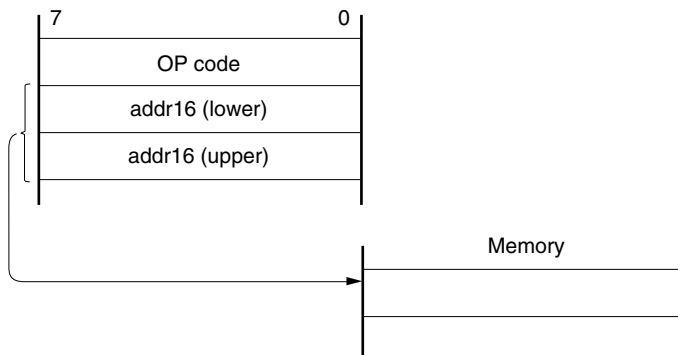 7 0
OP code
addr16 (lower)
addr16 (upper)
Memory